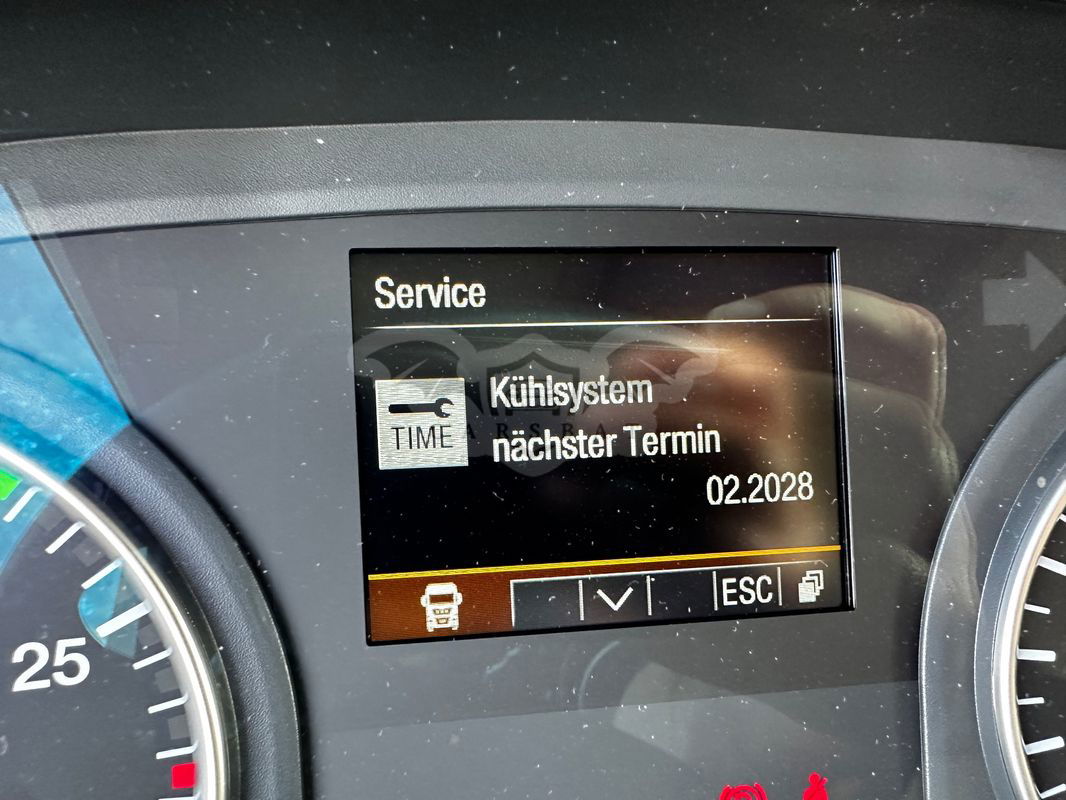 Service
Kühlsystem
TIME
nächster Termin
02.2028
ESC
25